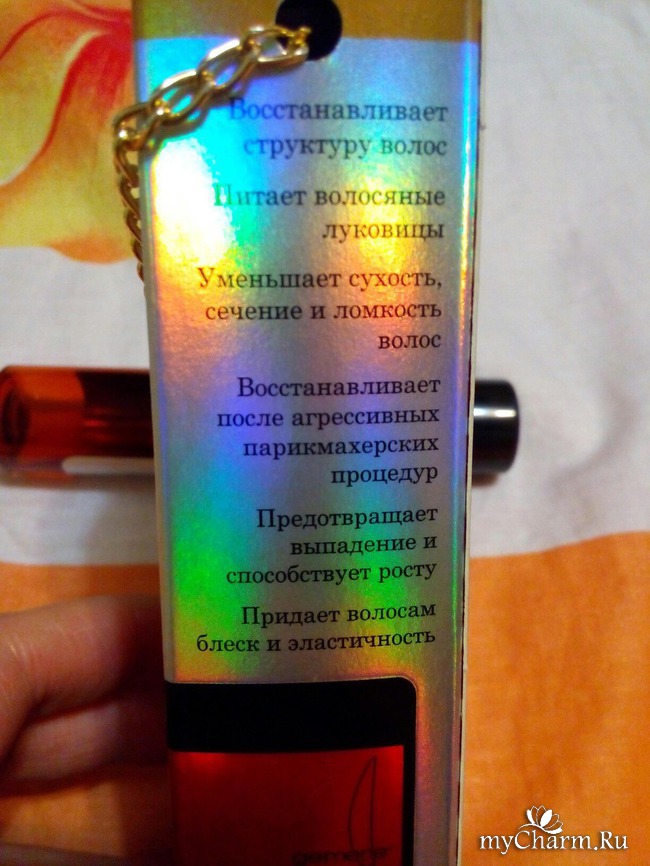 Восстанавливает
структуру волос
Питает волосяные
луковицы
Уменьшает сухость,
сечение и ломкость
волос
Восстанавливает
после агрессивных
парикмахерских
процедур
Предотвращает
выпадение и
способствует росту
Придает волосам
блеск и эластичность
myCharm.Ru